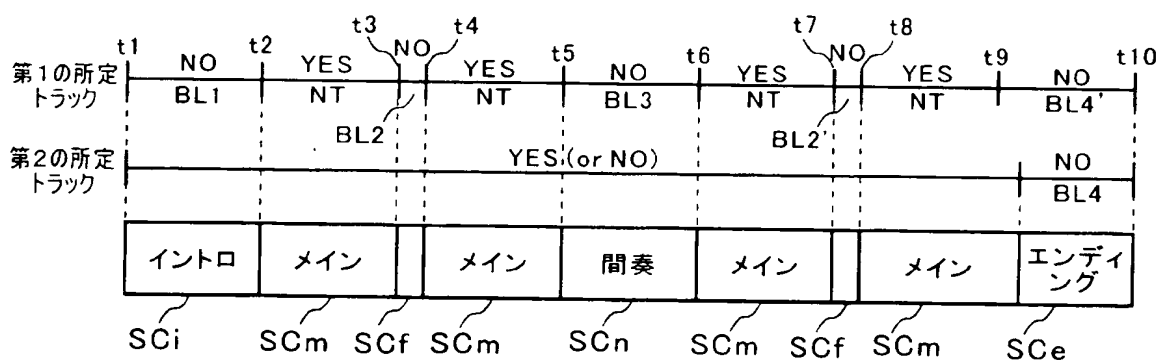 t1 t2 t3 NO t4 t5 t6 t7 NO t8 t9 t10
第1の所定
トラック
NO YES YES NO YES YES NO
BL1 NT NT BL3 NT NT BL4'
BL2 BL2'
第2の所定
トラック
YES (or NO) NO
BL4
イントロ メイン メイン 間奏 メイン メイン エンディ
ング
SCi SCm SCf SCm SCn SCm SCf SCm SCe